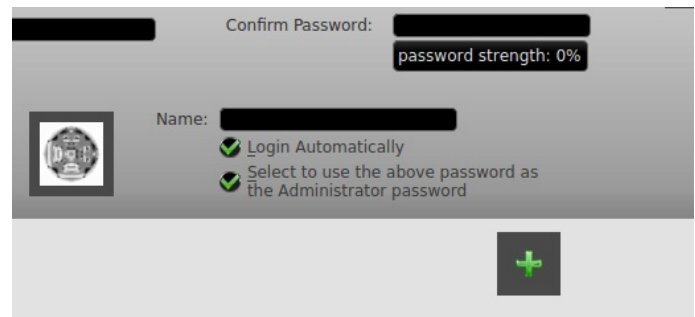 Confirm Password:
password strength: 0%
Name:
Login Automatically
Select to use the above password as
the Administrator password